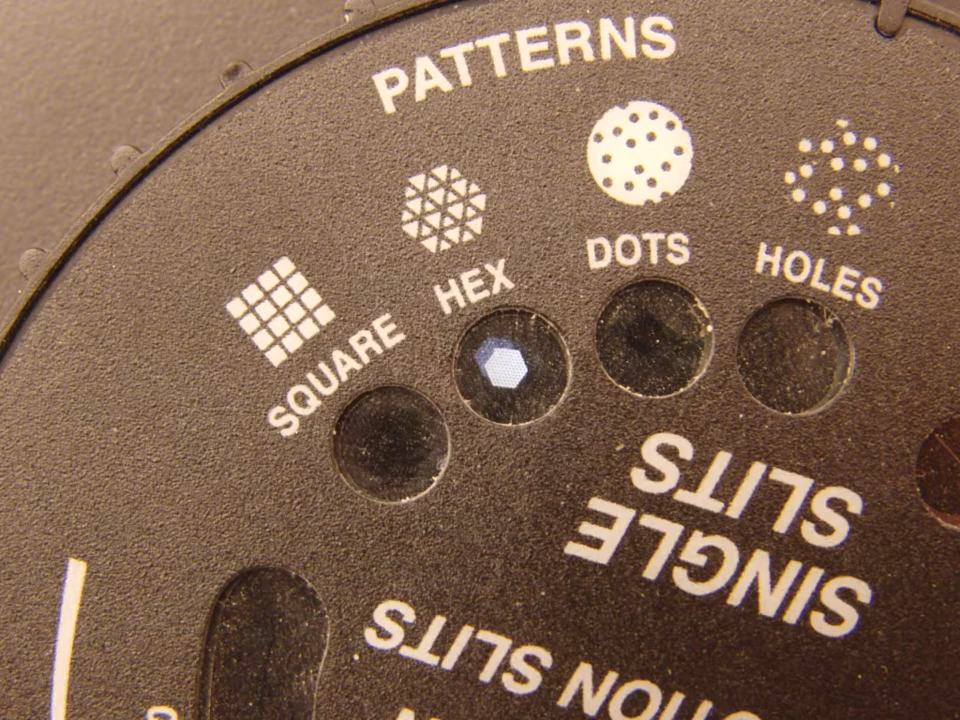 PATTERNS
SQUARE
HEX
DOTS
HOLES
SINGLE
SLITS
SLITS